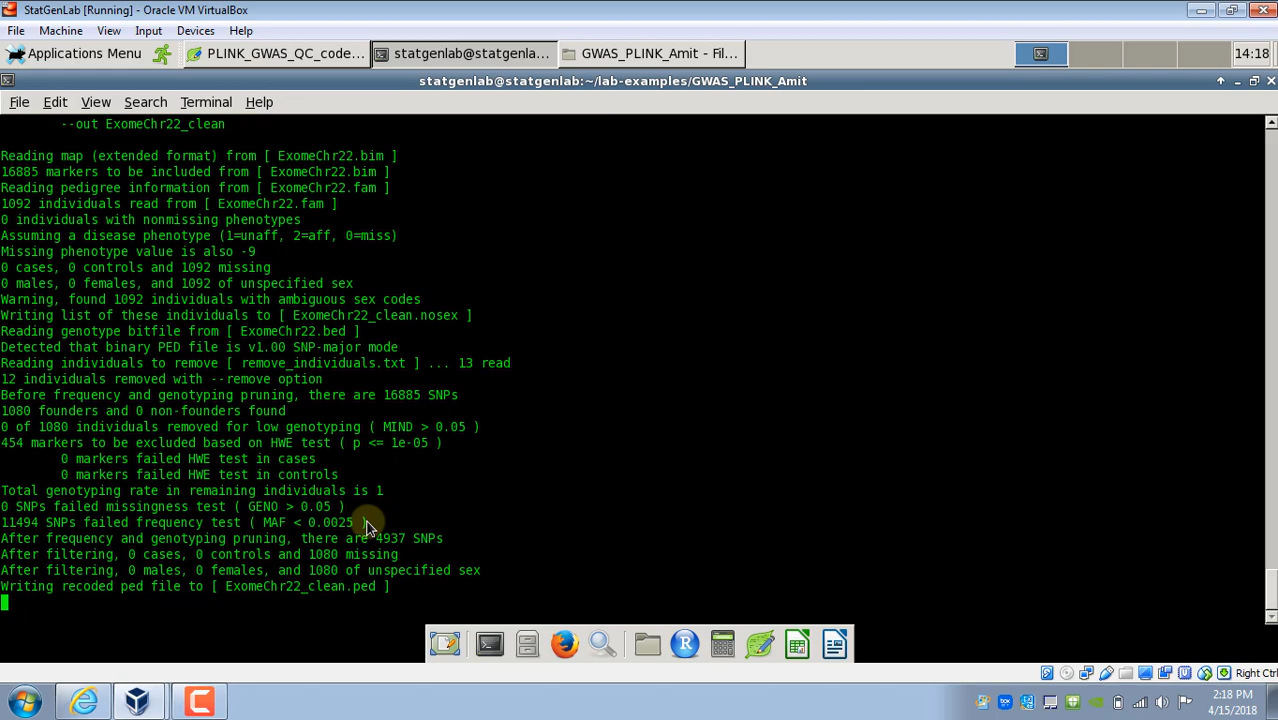 StatGenLab [Running] - Oracle VM VirtualBox
File Machine View Input Devices Help
Applications Menu PLINK_GWAS_QC_code... statgenlab@statgenla... GWAS_PLINK_Amit - Fil... 14:18
statgenlab@statgenlab:~/lab-examples/GWAS_PLINK_Amit
File Edit View Search Terminal Help
--out ExomeChr22_clean
Reading map (extended format) from [ ExomeChr22.bim ]
16885 markers to be included from [ ExomeChr22.bim ]
Reading pedigree information from [ ExomeChr22.fam ]
1092 individuals read from [ ExomeChr22.fam ]
0 individuals with nonmissing phenotypes
Assuming a disease phenotype (1=unaff, 2=aff, 0=miss)
Missing phenotype value is also -9
0 cases, 0 controls and 1092 missing
0 males, 0 females, and 1092 of unspecified sex
Warning, found 1092 individuals with ambiguous sex codes
Writing list of these individuals to [ ExomeChr22_clean.nosex ]
Reading genotype bitfile from [ ExomeChr22.bed ]
Detected that binary PED file is v1.00 SNP-major mode
Reading individuals to remove [ remove_individuals.txt ] ... 13 read
12 individuals removed with --remove option
Before frequency and genotyping pruning, there are 16885 SNPs
1080 founders and 0 non-founders found
0 of 1080 individuals removed for low genotyping ( MIND > 0.05 )
454 markers to be excluded based on HWE test ( p <= 1e-05 )
0 markers failed HWE test in cases
0 markers failed HWE test in controls
Total genotyping rate in remaining individuals is 1
0 SNPs failed missingness test ( GENO > 0.05 )
11494 SNPs failed frequency test ( MAF < 0.0025 )
After frequency and genotyping pruning, there are 4937 SNPs
After filtering, 0 cases, 0 controls and 1080 missing
After filtering, 0 males, 0 females, and 1080 of unspecified sex
Writing recoded ped file to [ ExomeChr22_clean.ped ]
Right Ctrl
2:18 PM
4/15/2018